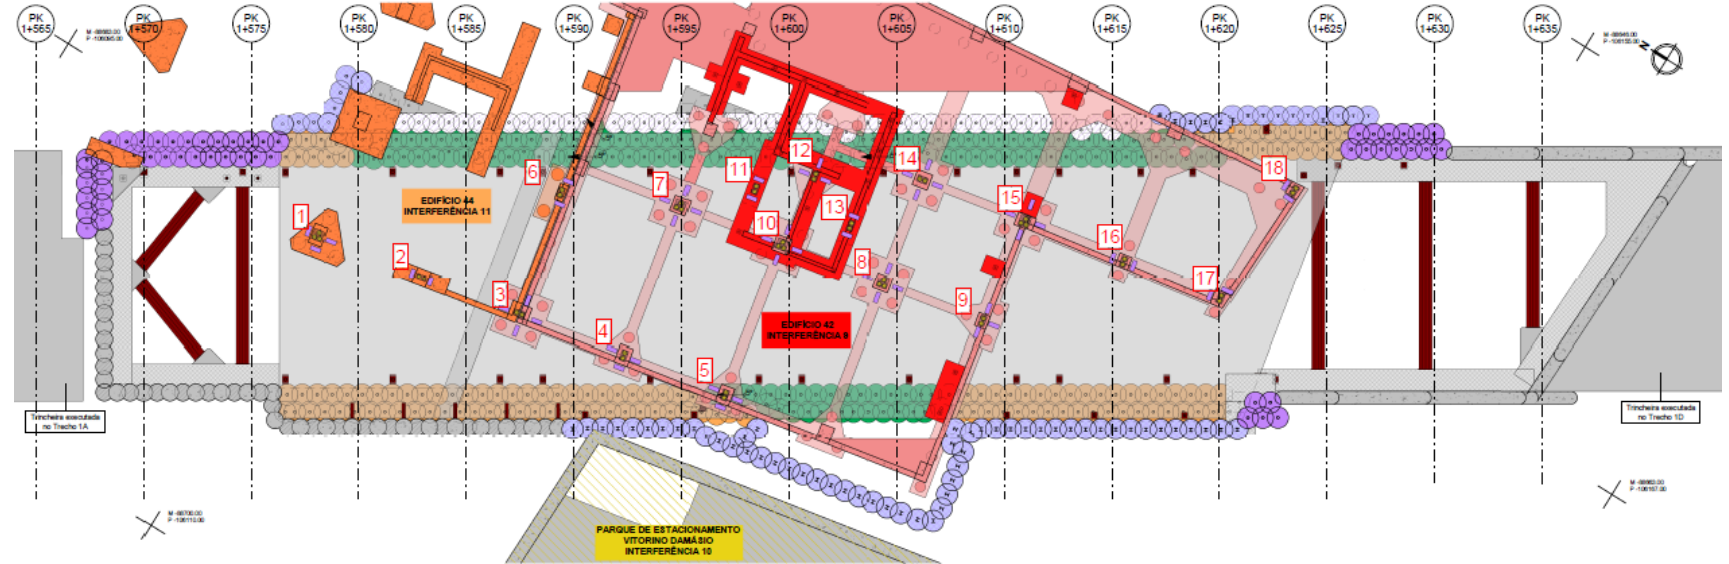 PK
1+565
PK
1+570
PK
1+575
PK
1+580
PK
1+585
PK
1+590
PK
1+595
PK
1+600
PK
1+605
PK
1+610
PK
1+615
PK
1+620
PK
1+625
PK
1+630
PK
1+635
N
1
2
3
4
5
6
7
8
9
10
11
12
13
14
15
16
17
18
EDIFÍCIO 44
INTERFERÊNCIA 11
EDIFÍCIO 42
INTERFERÊNCIA 8
Trincheira executada
no Trecho 1A
Trincheira executada
no Trecho 1D
PARQUE DE ESTACIONAMENTO
VITORINO DAMÁSIO
INTERFERÊNCIA 10